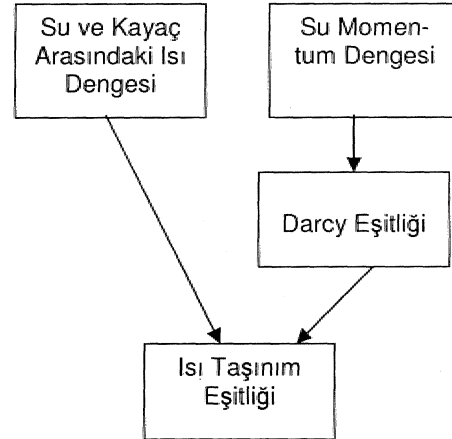 Su ve Kayaç
Arasındaki Isı
Dengesi
Su Momen-
tum Dengesi
Darcy Eşitliği
Isı Taşınım
Eşitliği